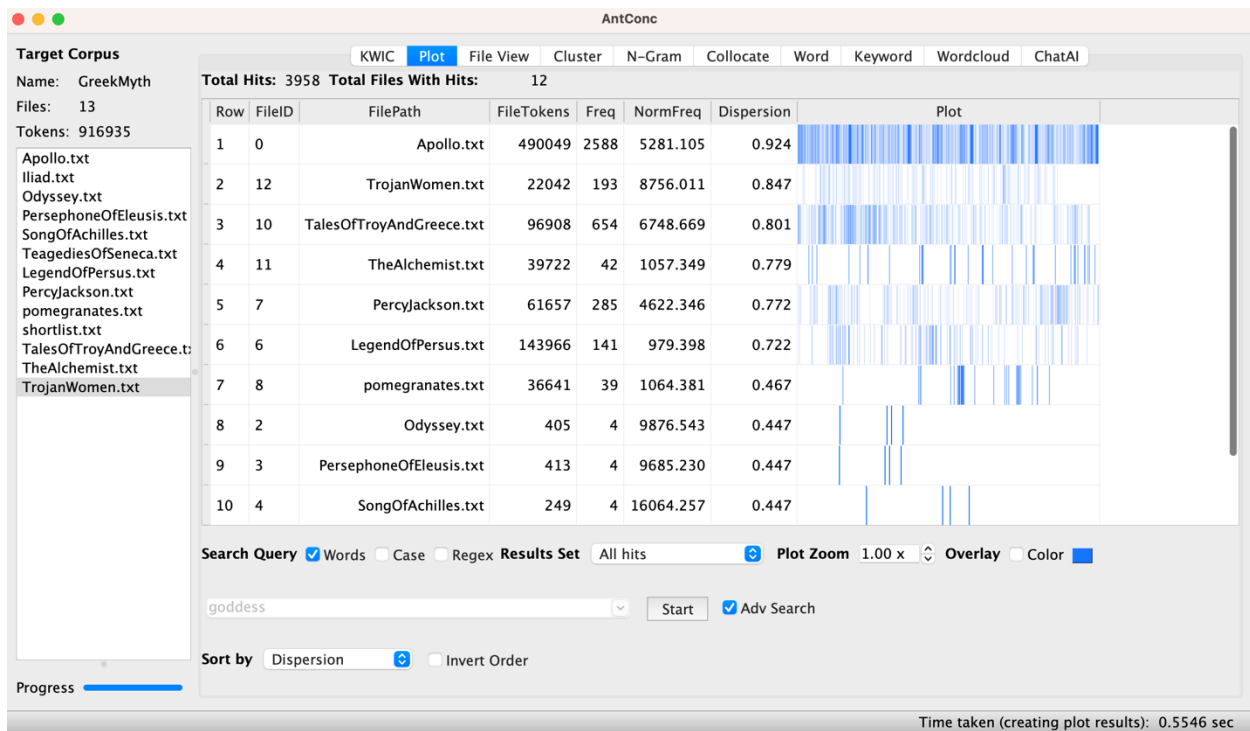 AntConc
Target Corpus
Name: GreekMyth
Files: 13
Tokens: 916935
Apollo.txt
Iliad.txt
Odyssey.txt
PersephoneOfEleusis.txt
SongOfAchilles.txt
TeagediesOfSeneca.txt
LegendOfPersus.txt
PercyJackson.txt
pomegranates.txt
shortlist.txt
TalesOfTroyAndGreece.t
TheAlchemist.txt
TrojanWomen.txt
Progress
KWIC Plot File View Cluster N-Gram Collocate Word Keyword Wordcloud ChatAI
Total Hits: 3958 Total Files With Hits: 12
Row FileID FilePath FileTokens Freq NormFreq Dispersion Plot
1 0 Apollo.txt 490049 2588 5281.105 0.924
2 12 TrojanWomen.txt 22042 193 8756.011 0.847
3 10 TalesOfTroyAndGreece.txt 96908 654 6748.669 0.801
4 11 TheAlchemist.txt 39722 42 1057.349 0.779
5 7 PercyJackson.txt 61657 285 4622.346 0.772
6 6 LegendOfPersus.txt 143966 141 979.398 0.722
7 8 pomegranates.txt 36641 39 1064.381 0.467
8 2 Odyssey.txt 405 4 9876.543 0.447
9 3 PersephoneOfEleusis.txt 413 4 9685.230 0.447
10 4 SongOfAchilles.txt 249 4 16064.257 0.447
Search Query Words Case Regex Results Set All hits Plot Zoom 1.00 x Overlay Color
goddess Start Adv Search
Sort by Dispersion Invert Order
Time taken (creating plot results): 0.5546 sec